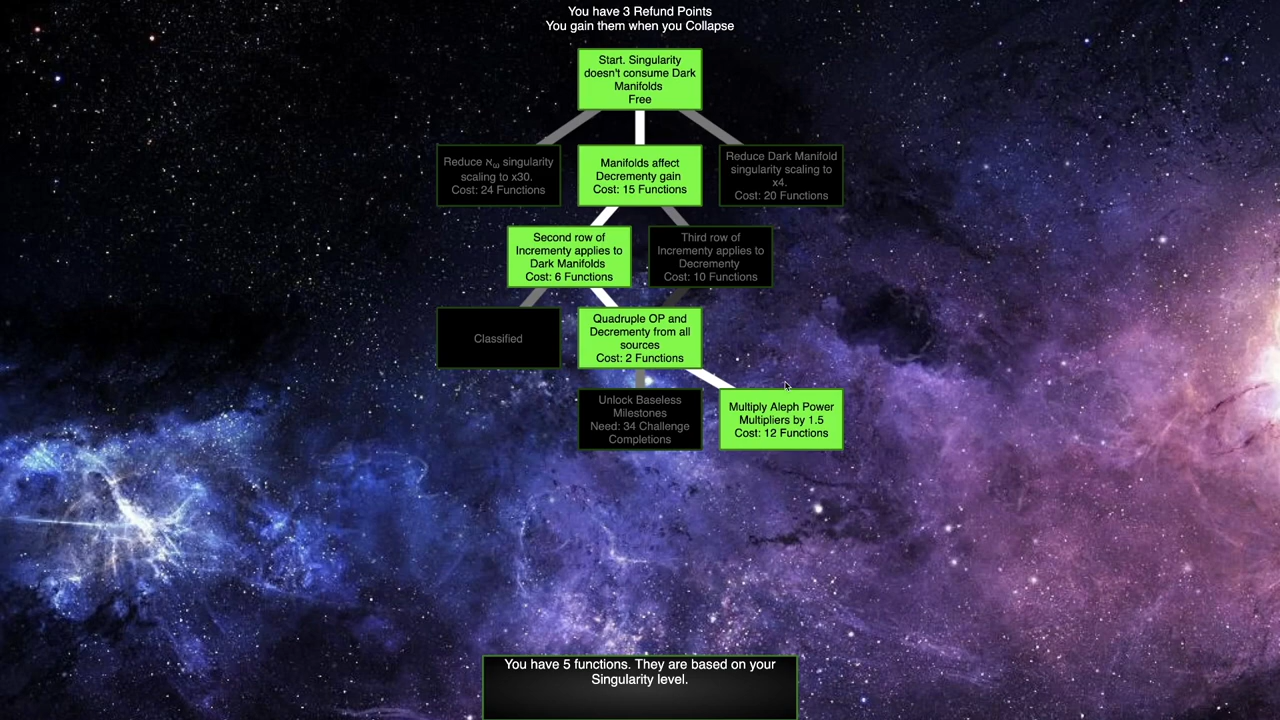 You have 3 Refund Points
You gain them when you Collapse
Start. Singularity
doesn't consume Dark
Manifolds
Free
Reduce ℵω singularity
scaling to x30.
Cost: 24 Functions
Manifolds affect
Decrementy gain
Cost: 15 Functions
Reduce Dark Manifold
singularity scaling to
x4.
Cost: 20 Functions
Second row of
Incrementy applies to
Dark Manifolds
Cost: 6 Functions
Third row of
Incrementy applies to
Decrementy
Cost: 10 Functions
Classified
Quadruple OP and
Decrementy from all
sources
Cost: 2 Functions
Unlock Baseless
Milestones
Need: 34 Challenge
Completions
Multiply Aleph Power
Multipliers by 1.5
Cost: 12 Functions
You have 5 functions. They are based on your
Singularity level.